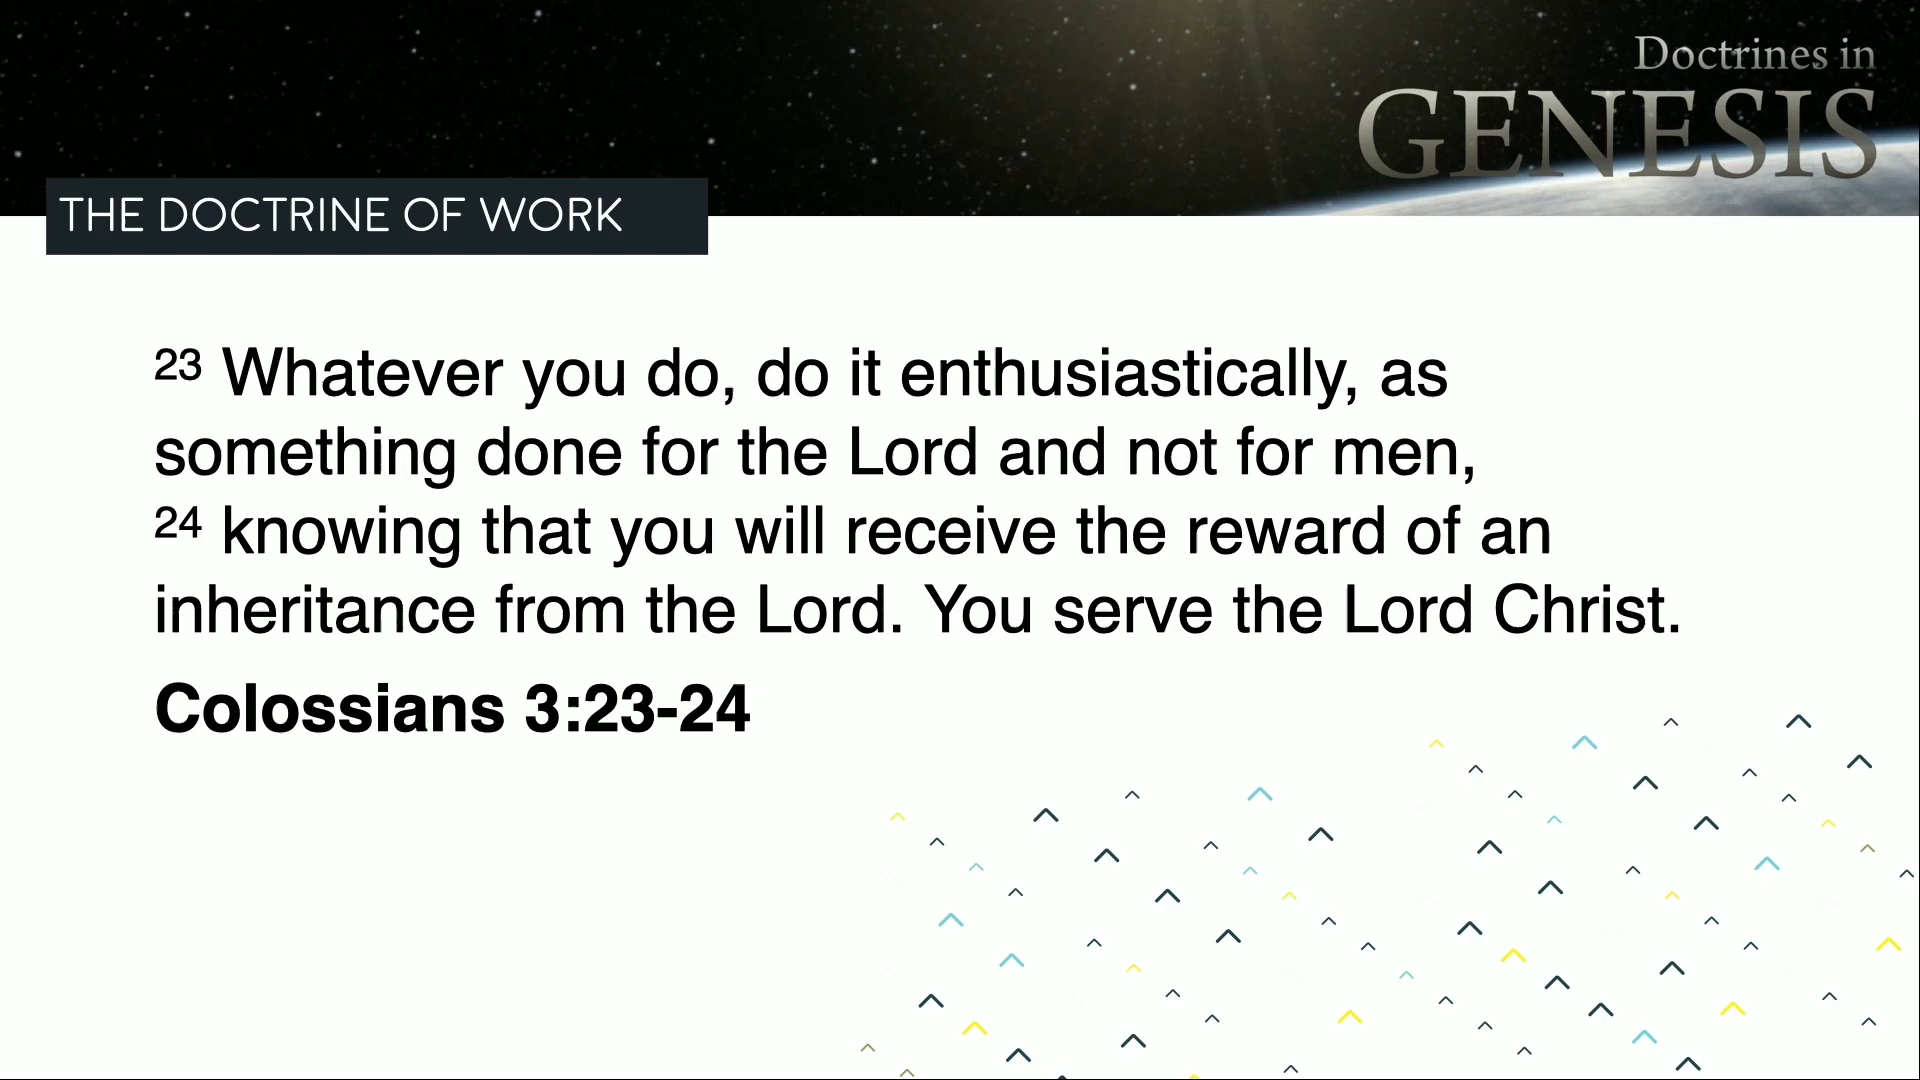 Doctrines in
GENESIS
THE DOCTRINE OF WORK
23 Whatever you do, do it enthusiastically, as
something done for the Lord and not for men,
24 knowing that you will receive the reward of an
inheritance from the Lord. You serve the Lord Christ.
Colossians 3:23-24